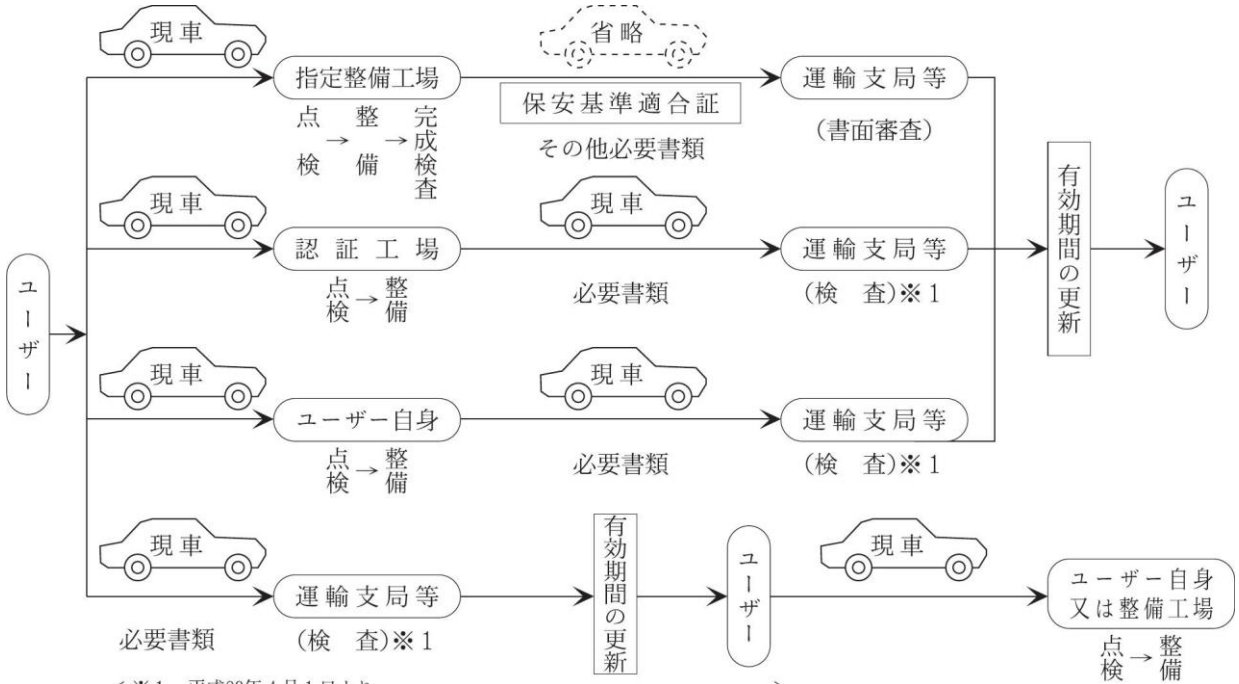 現車
省略
指定整備工場
保安基準適合証
運輸支局等
点検→整備→完成検査
その他必要書類
(書面審査)
現車
現車
認証工場
運輸支局等
点検→整備
必要書類
(検 査)※1
有効期間の更新
ユーザー
ユーザー
現車
現車
ユーザー自身
運輸支局等
点検→整備
必要書類
(検 査)※1
現車
運輸支局等
必要書類
(検 査)※1
有効期間の更新
ユーザー
現車
ユーザー自身
又は整備工場
点検→整備